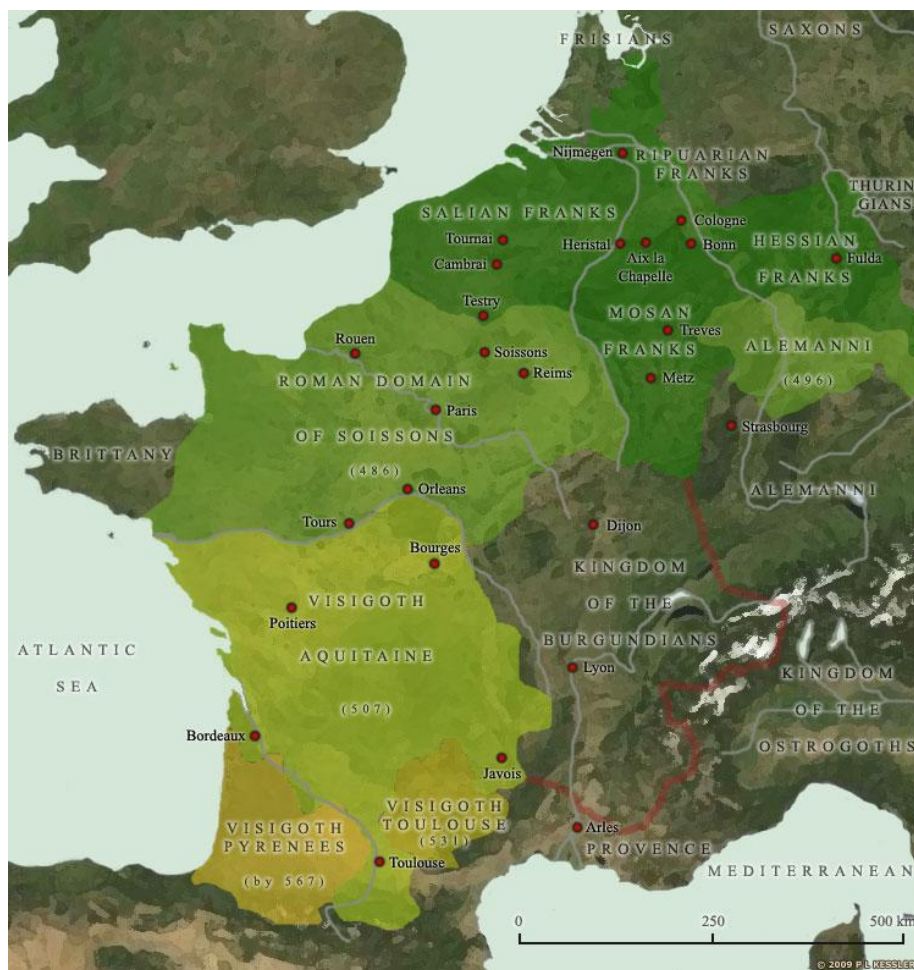 FRISIANS
SAXONS
Nijmegen
RIPUARIAN
FRANKS
THURIN
GIANS
SALIAN FRANKS
Tournai
Cambrai
Cologne
Heristal
Aix la
Chapelle
Bonn
HESSIAN
FRANKS
Fulda
Testry
MOSAN
FRANKS
Treves
Rouen
Soissons
Reims
ALEMANNI
(496)
Metz
ROMAN DOMAIN
OF SOISSONS
(486)
Paris
Strasbourg
BRITTANY
Orleans
ALEMANNI
Tours
Dijon
Bourges
KINGDOM
OF THE
BURGUNDIANS
VISIGOTH
AQUITAINE
(507)
Poitiers
ATLANTIC
SEA
Lyon
KINGDOM
OF THE
OSTROGOTHS
Bordeaux
Javois
VISIGOTH
TOULOUSE
(531)
VISIGOTH
PYRENEES
(by 567)
Toulouse
Arles
PROVENCE
MEDITERRANEAN
0 250 500 km
© 2009 P L KESSLER